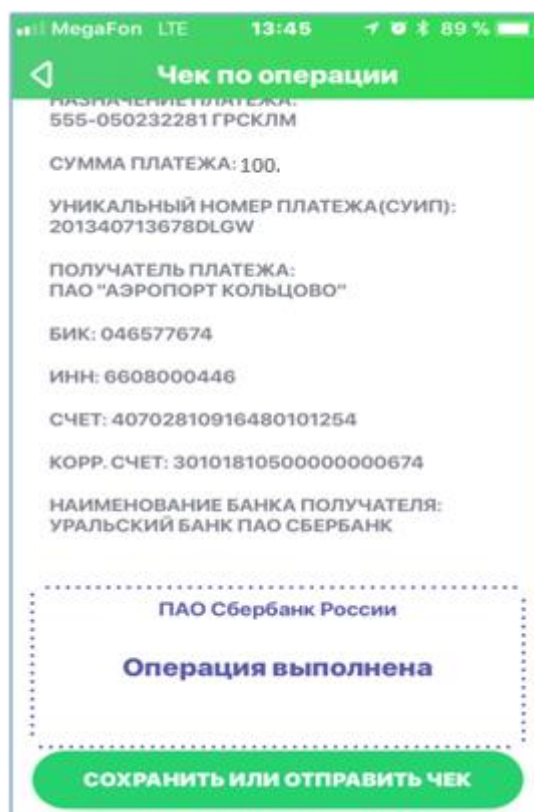 MegaFon LTE 13:45 89 %
Чек по операции
НАЗНАЧЕНИЕ ПЛАТЕЖА:
555-050232281 ГРСКЛМ
СУММА ПЛАТЕЖА: 100.
УНИКАЛЬНЫЙ НОМЕР ПЛАТЕЖА(СУИП):
201340713678DLGW
ПОЛУЧАТЕЛЬ ПЛАТЕЖА:
ПАО "АЭРОПОРТ КОЛЬЦОВО"
БИК: 046577674
ИНН: 6608000446
СЧЕТ: 40702810916480101254
КОРР. СЧЕТ: 30101810500000000674
НАИМЕНОВАНИЕ БАНКА ПОЛУЧАТЕЛЯ:
УРАЛЬСКИЙ БАНК ПАО СБЕРБАНК
ПАО Сбербанк России
Операция выполнена
СОХРАНИТЬ ИЛИ ОТПРАВИТЬ ЧЕК